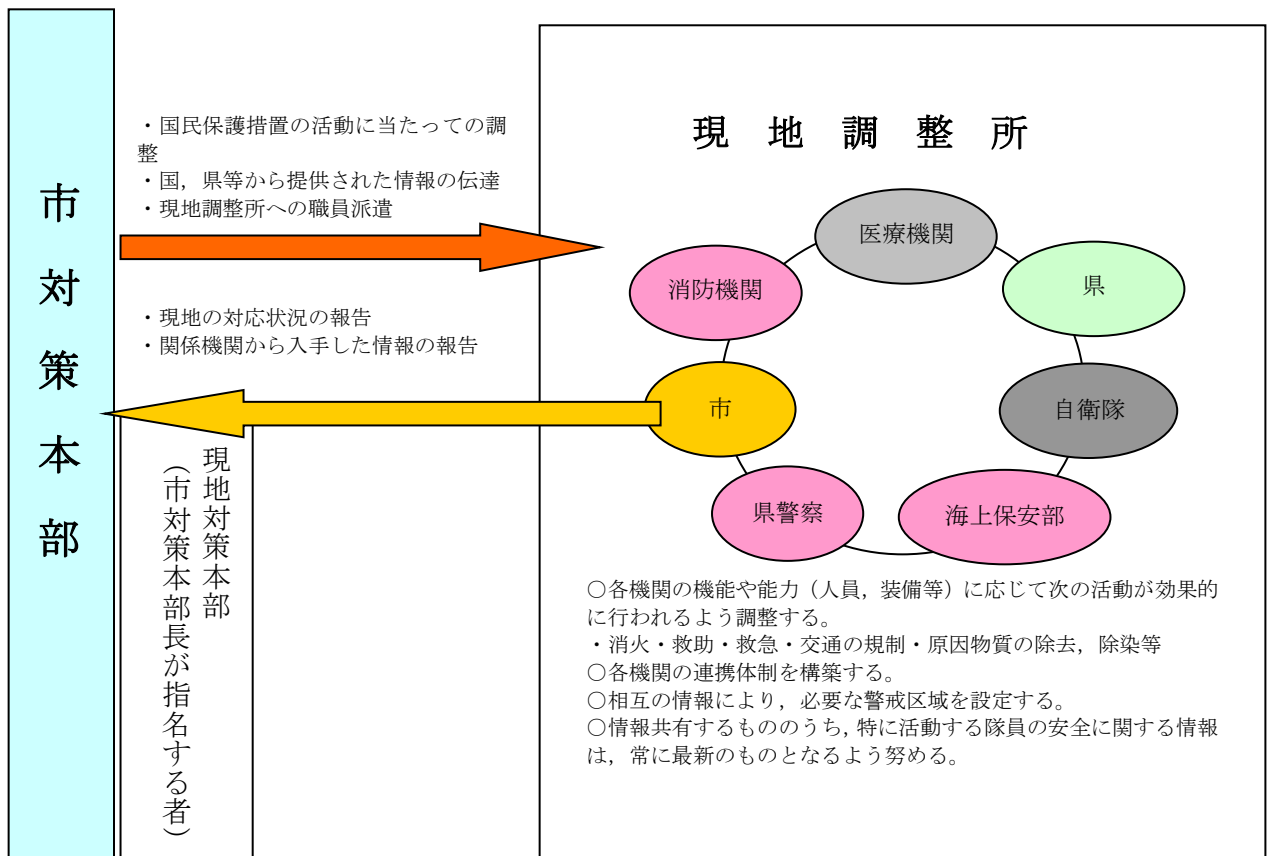 市対策本部
・国民保護措置の活動に当たっての調
整
・国，県等から提供された情報の伝達
・現地調整所への職員派遣
・現地の対応状況の報告
・関係機関から入手した情報の報告
現地対策本部
（市対策本部長が指名する者）
現地調整所
医療機関
消防機関
県
市
自衛隊
県警察
海上保安部
○各機関の機能や能力（人員，装備等）に応じて次の活動が効果的
に行われるよう調整する。
・消火・救助・救急・交通の規制・原因物質の除去，除染等
○各機関の連携体制を構築する。
○相互の情報により，必要な警戒区域を設定する。
○情報共有するもののうち，特に活動する隊員の安全に関する情報
は，常に最新のものとなるよう努める。